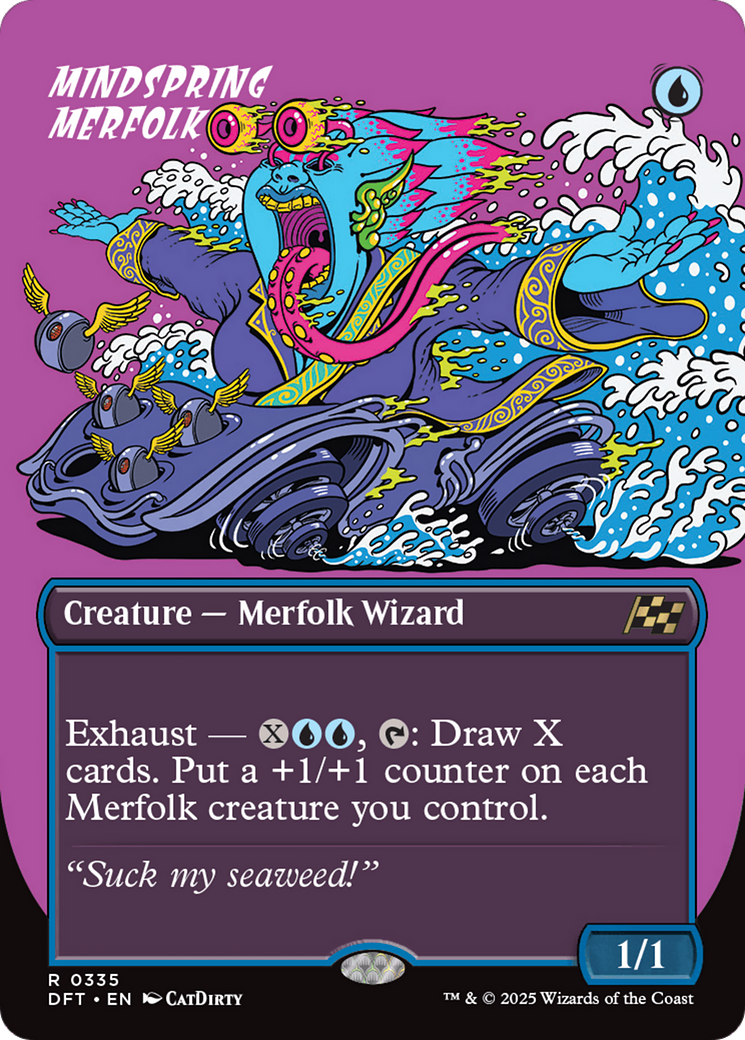 MINDSPRING
MERFOLK
Creature — Merfolk Wizard
Exhaust — X, : Draw X
cards. Put a +1/+1 counter on each
Merfolk creature you control.
“Suck my seaweed!”
1/1
R 0335
DFT • EN CatDirty
™ & © 2025 Wizards of the Coast